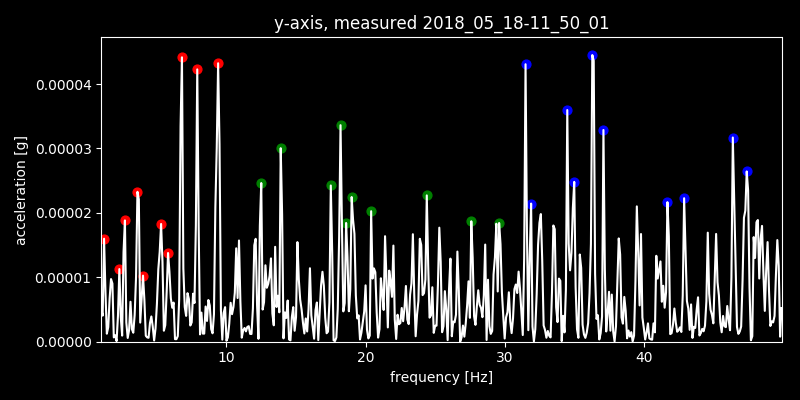 y-axis, measured 2018_05_18-11_50_01
0.00004
0.00003
0.00002
0.00001
0.00000
acceleration [g]
10 20 30 40
frequency [Hz]